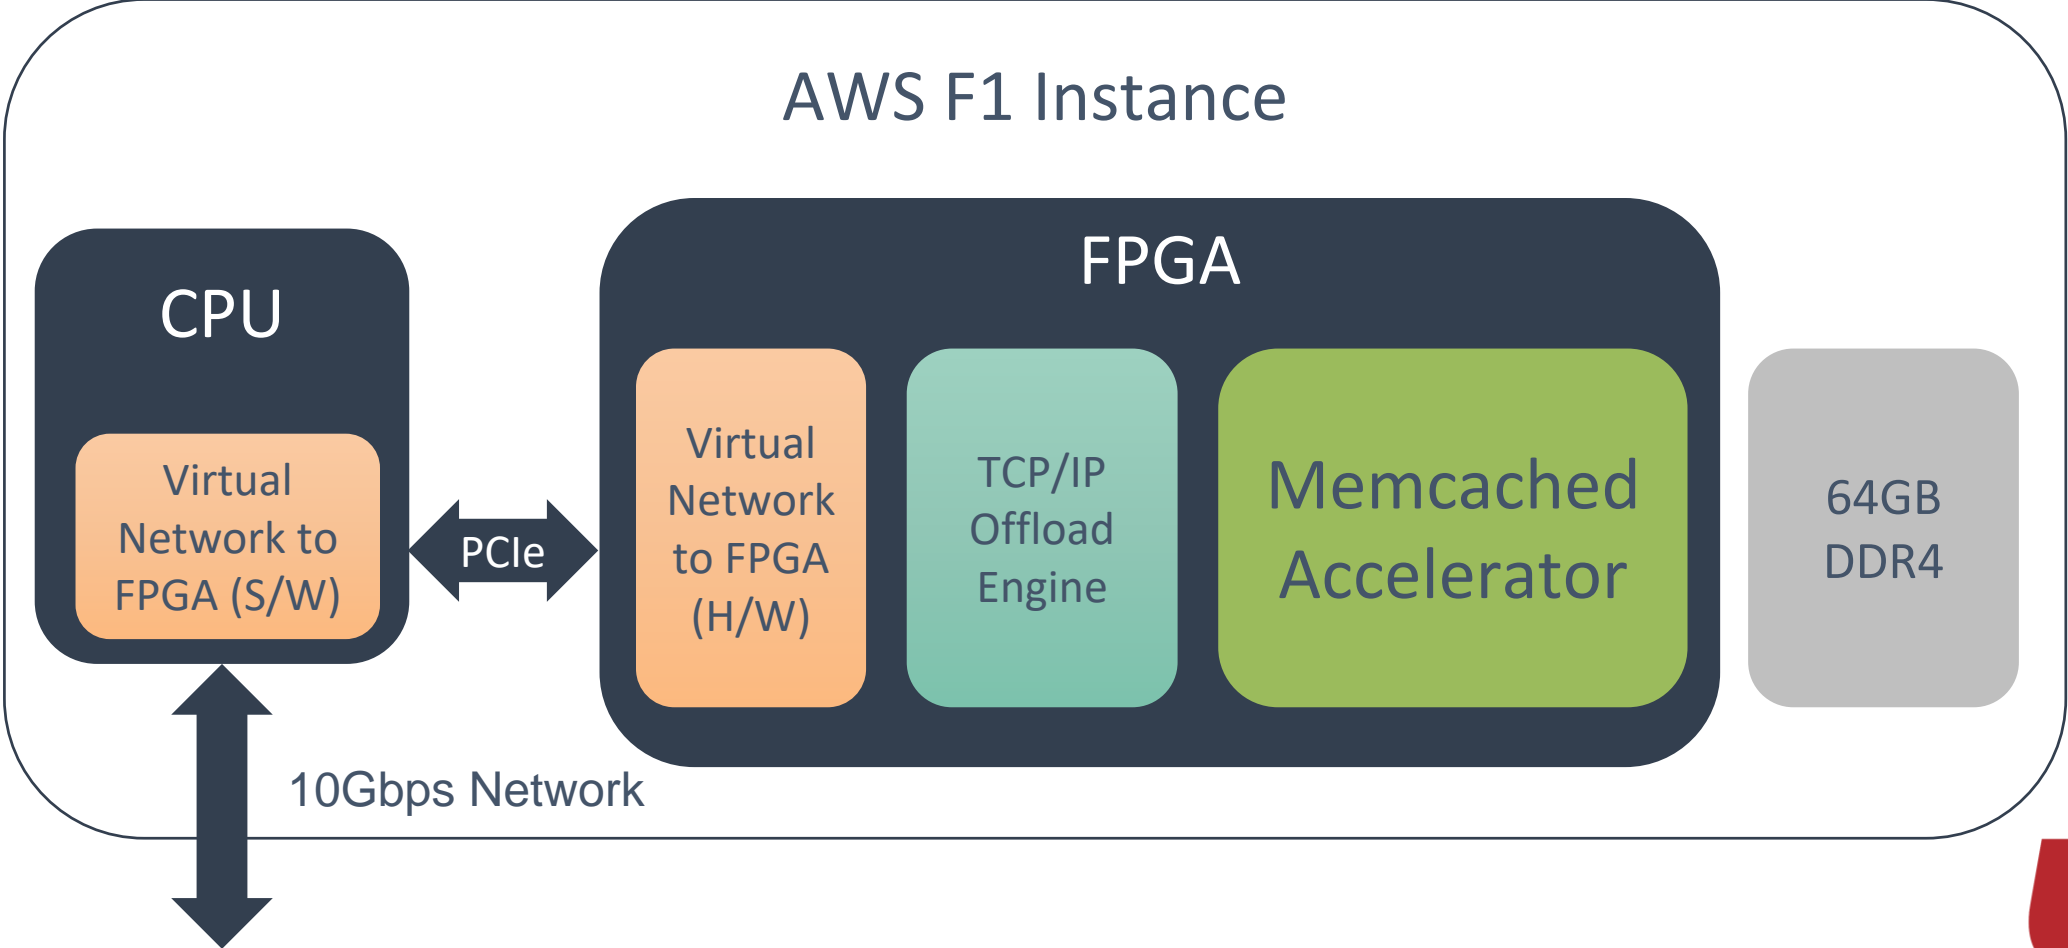 AWS F1 Instance
CPU
Virtual
Network to
FPGA (S/W)
PCIe
FPGA
Virtual
Network
to FPGA
(H/W)
TCP/IP
Offload
Engine
Memcached
Accelerator
64GB
DDR4
10Gbps Network